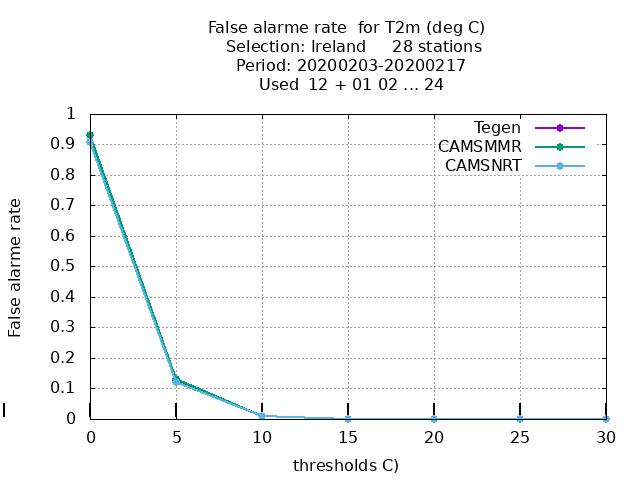 False alarme rate  for T2m (deg C)
Selection: Ireland     28 stations
Period: 20200203-20200217
Used  12 + 01 02 ... 24
Tegen
CAMSMMR
CAMSNRT
False alarme rate
1
0.9
0.8
0.7
0.6
0.5
0.4
0.3
0.2
0.1
0
0 5 10 15 20 25 30
thresholds C)